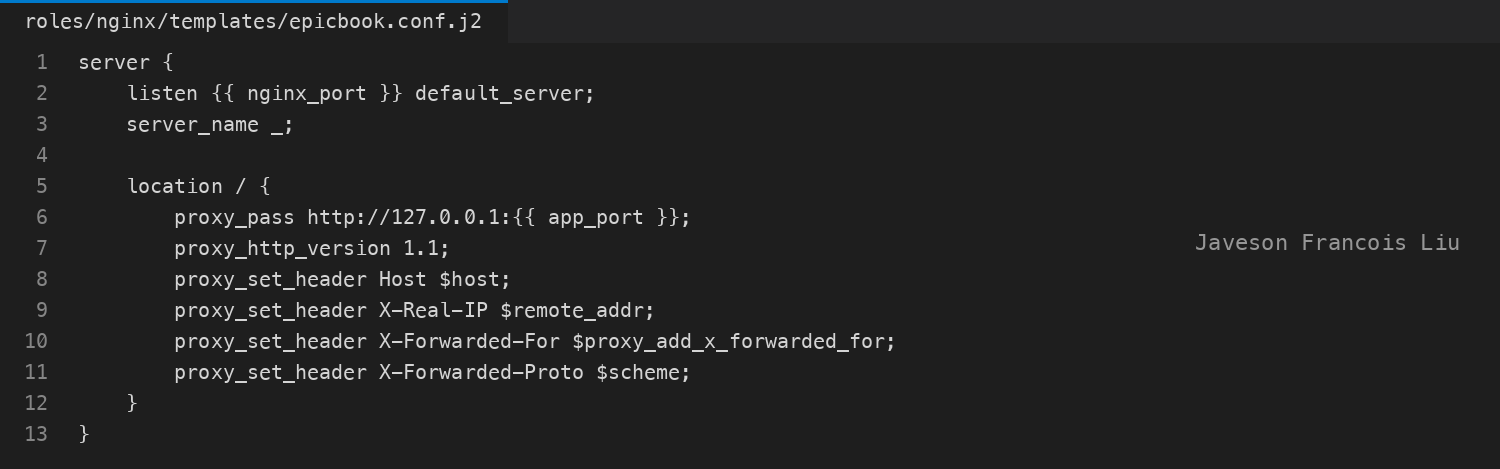 roles/nginx/templates/epicbook.conf.j2
1 server {
2     listen {{ nginx_port }} default_server;
3     server_name _;
4
5     location / {
6         proxy_pass http://127.0.0.1:{{ app_port }};
7         proxy_http_version 1.1;
Javeson Francois Liu
8         proxy_set_header Host $host;
9         proxy_set_header X-Real-IP $remote_addr;
10         proxy_set_header X-Forwarded-For $proxy_add_x_forwarded_for;
11         proxy_set_header X-Forwarded-Proto $scheme;
12     }
13 }